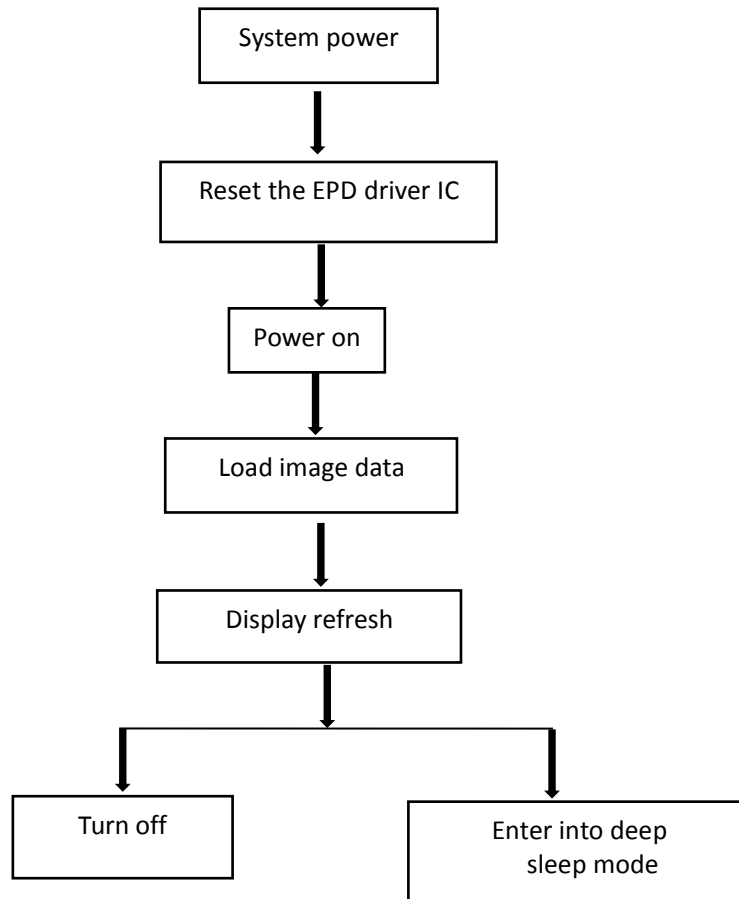 System power
Reset the EPD driver IC
Power on
Load image data
Display refresh
Turn off
Enter into deep
sleep mode